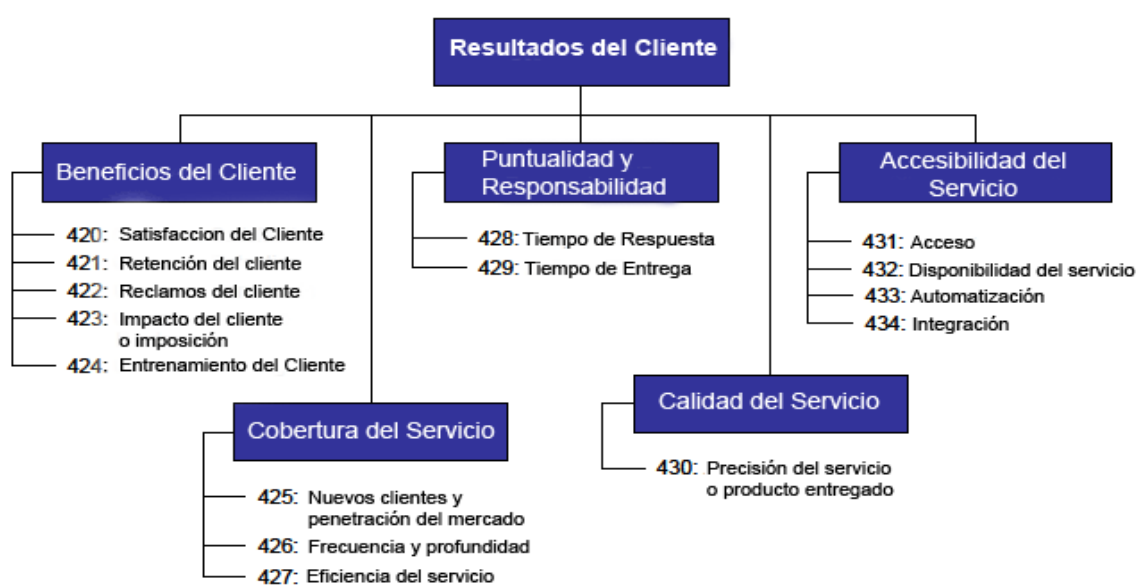 Resultados del Cliente
Beneficios del Cliente
420: Satisfaccion del Cliente
421: Retención del cliente
422: Reclamos del cliente
423: Impacto del cliente
o imposición
424: Entrenamiento del Cliente
Cobertura del Servicio
425: Nuevos clientes y
penetración del mercado
426: Frecuencia y profundidad
427: Eficiencia del servicio
Puntualidad y
Responsabilidad
428: Tiempo de Respuesta
429: Tiempo de Entrega
Calidad del Servicio
430: Precisión del servicio
o producto entregado
Accesibilidad del
Servicio
431: Acceso
432: Disponibilidad del servicio
433: Automatización
434: Integración